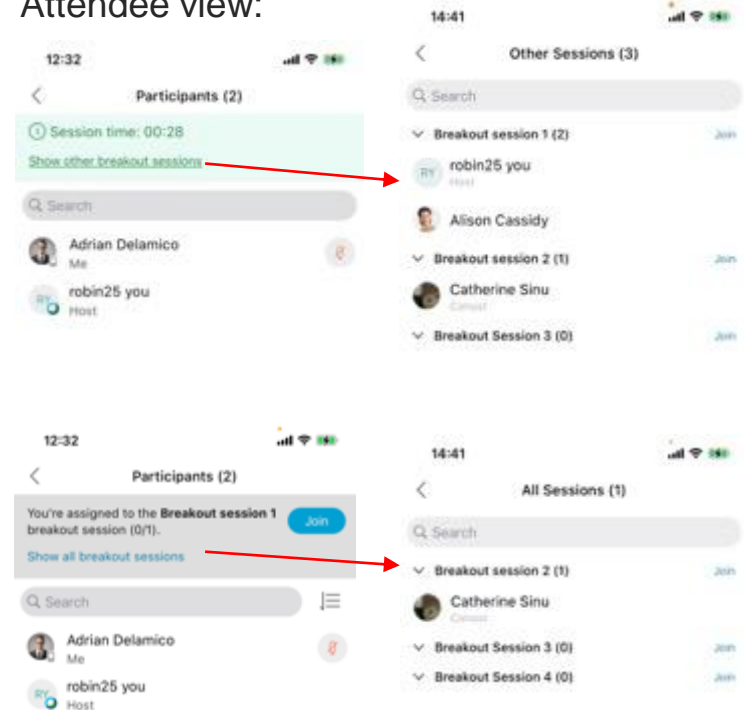 Attendee view:
12:32
Participants (2)
Session time: 00:28
Show other breakout sessions
Search
Adrian Delamico
Me
RY
robin25 you
Host
14:41
Other Sessions (3)
Search
Breakout session 1 (2)
Join
RY
robin25 you
Host
Alison Cassidy
Breakout session 2 (1)
Join
Catherine Sinu
Breakout Session 3 (0)
Join
12:32
Participants (2)
You're assigned to the Breakout session 1
breakout session (0/1).
Join
Show all breakout sessions
Search
Adrian Delamico
Me
RY
robin25 you
Host
14:41
All Sessions (1)
Search
Breakout session 2 (1)
Join
Catherine Sinu
Breakout Session 3 (0)
Join
Breakout Session 4 (0)
Join